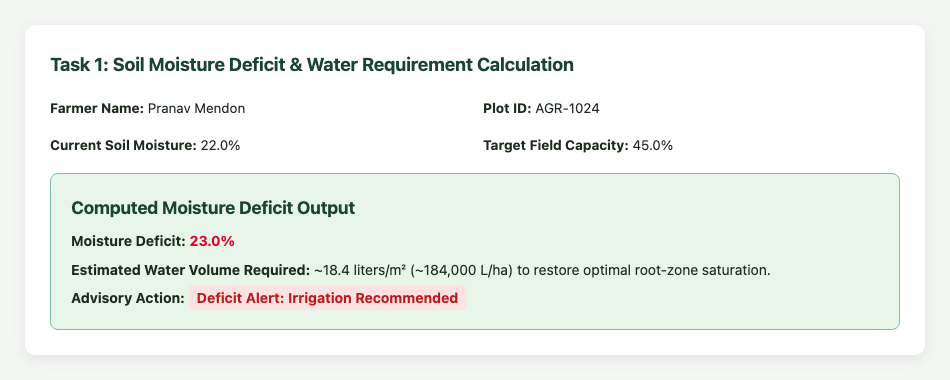 Task 1: Soil Moisture Deficit & Water Requirement Calculation
Farmer Name: Pranav Mendon
Plot ID: AGR-1024
Current Soil Moisture: 22.0%
Target Field Capacity: 45.0%
Computed Moisture Deficit Output
Moisture Deficit: 23.0%
Estimated Water Volume Required: ~18.4 liters/m² (~184,000 L/ha) to restore optimal root-zone saturation.
Advisory Action: Deficit Alert: Irrigation Recommended